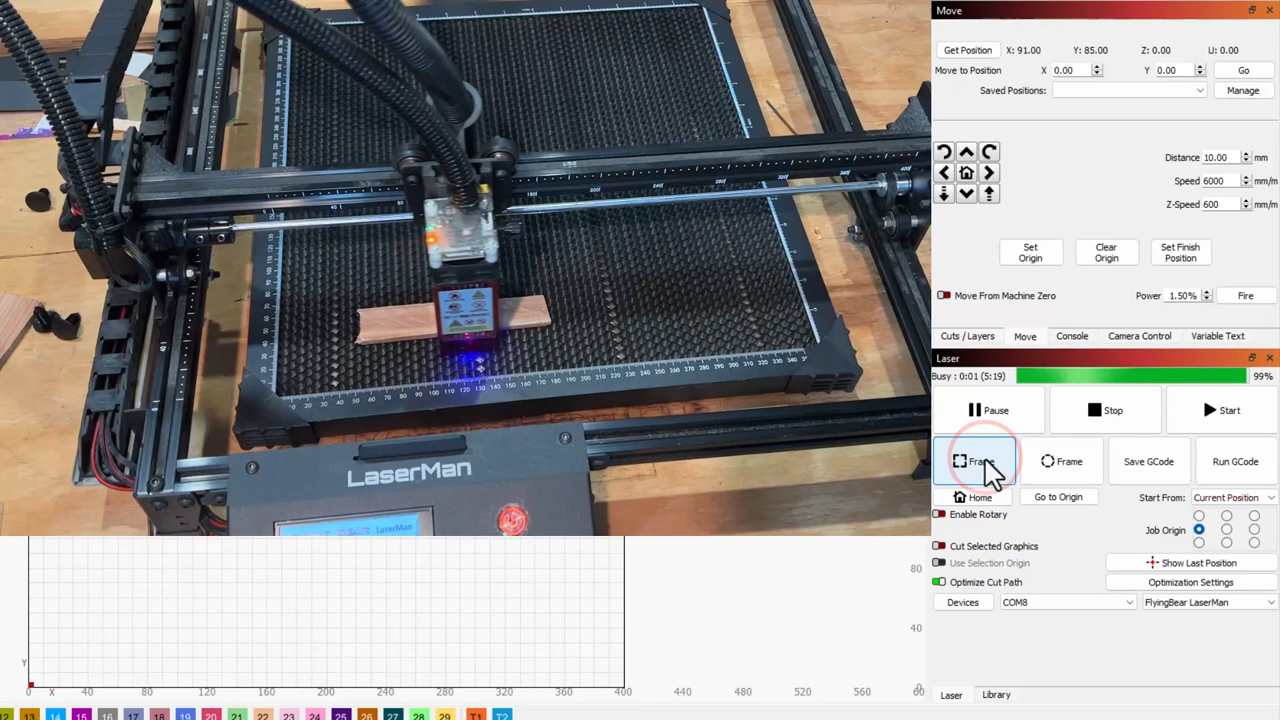 Move
Get Position X: 91.00 Y: 85.00 Z: 0.00 U: 0.00
Move to Position X 0.00 Y 0.00 Go
Saved Positions: Manage
Distance 10.00 mm
Speed 6000 mm/m
Z-Speed 600 mm/m
Set Origin Clear Origin Set Finish Position
Move From Machine Zero Power 1.50% Fire
Cuts / Layers Move Console Camera Control Variable Text
Laser
Busy : 0:01 (5:19) 99%
Pause Stop Start
Frame Frame Save GCode Run GCode
Home Go to Origin Start From: Current Position
Enable Rotary
Job Origin
Cut Selected Graphics
Use Selection Origin Show Last Position
Optimize Cut Path Optimization Settings
Devices COM8 FlyingBear LaserMan
Laser Library
LaserMan
LaserMan
80
40
Y
0 X 40 80 120 160 200 240 280 320 360 400 440 480 520 560 60 0
12 13 14 15 16 17 18 19 20 21 22 23 24 25 26 27 28 29 T1 T2